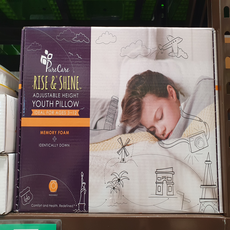 PureCare
RISE & SHINE
ADJUSTABLE HEIGHT
YOUTH PILLOW
MEMORY FOAM